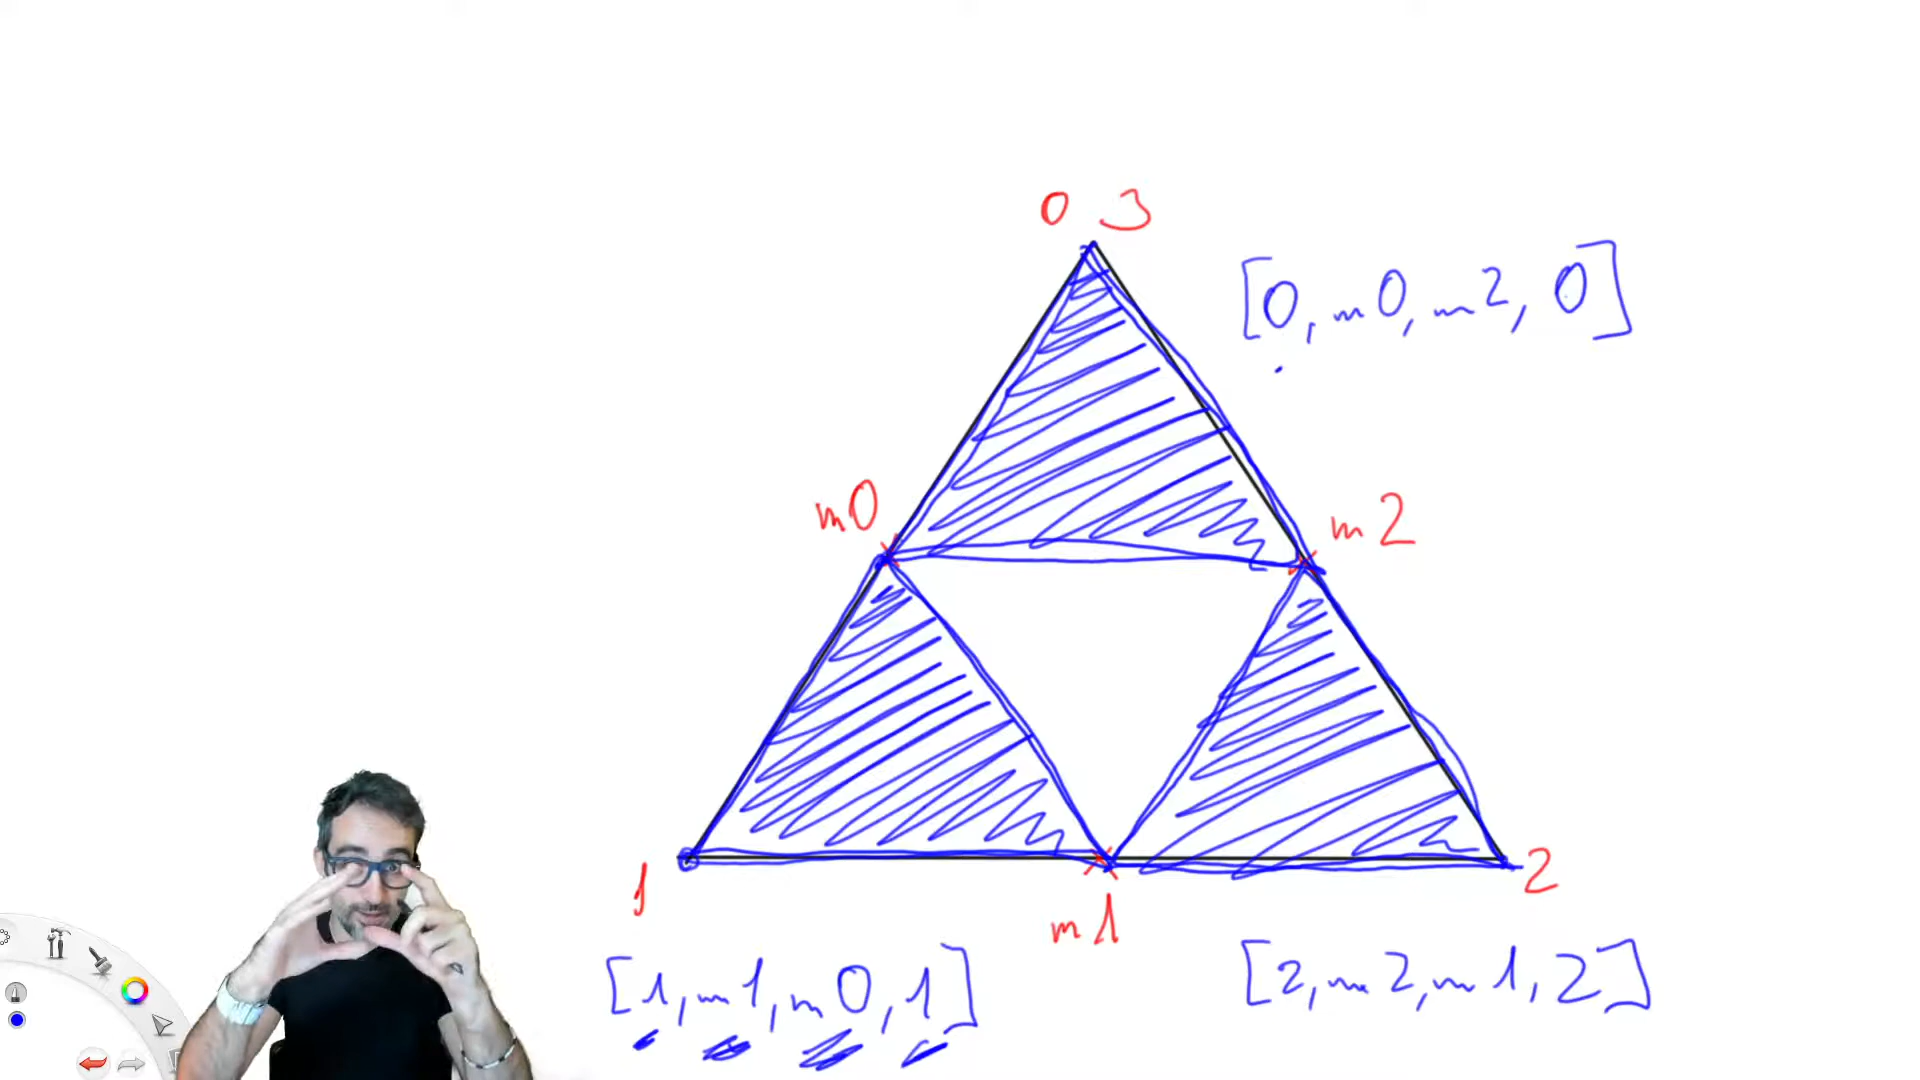 0 3
[0, m0, m2, 0]
m0
m2
1
2
m1
[1, m1, m0, 1]
[2, m2, m1, 2]